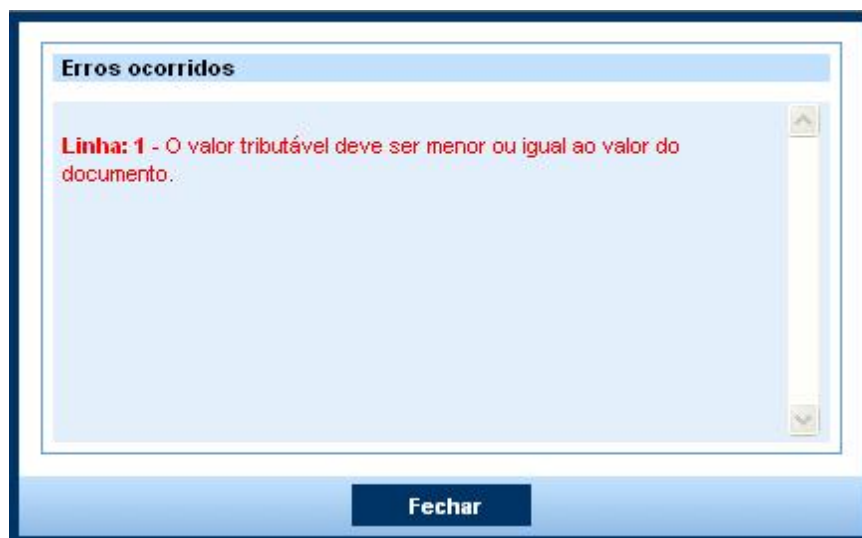 Erros ocorridos
Linha: 1 - O valor tributável deve ser menor ou igual ao valor do
documento.
Fechar